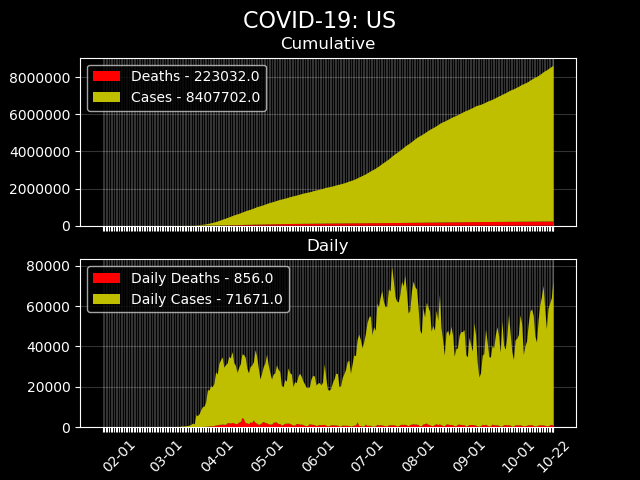 COVID-19: US
Cumulative
Deaths - 223032.0
Cases - 8407702.0
8000000
6000000
4000000
2000000
0
Daily
Daily Deaths - 856.0
Daily Cases - 71671.0
80000
60000
40000
20000
0
02-01 03-01 04-01 05-01 06-01 07-01 08-01 09-01 10-01 10-22